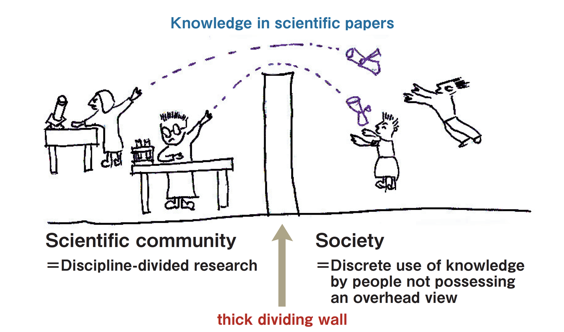 Knowledge in scientific papers
Scientific community
=Discipline-divided research
Society
=Discrete use of knowledge
by people not possessing
an overhead view
thick dividing wall